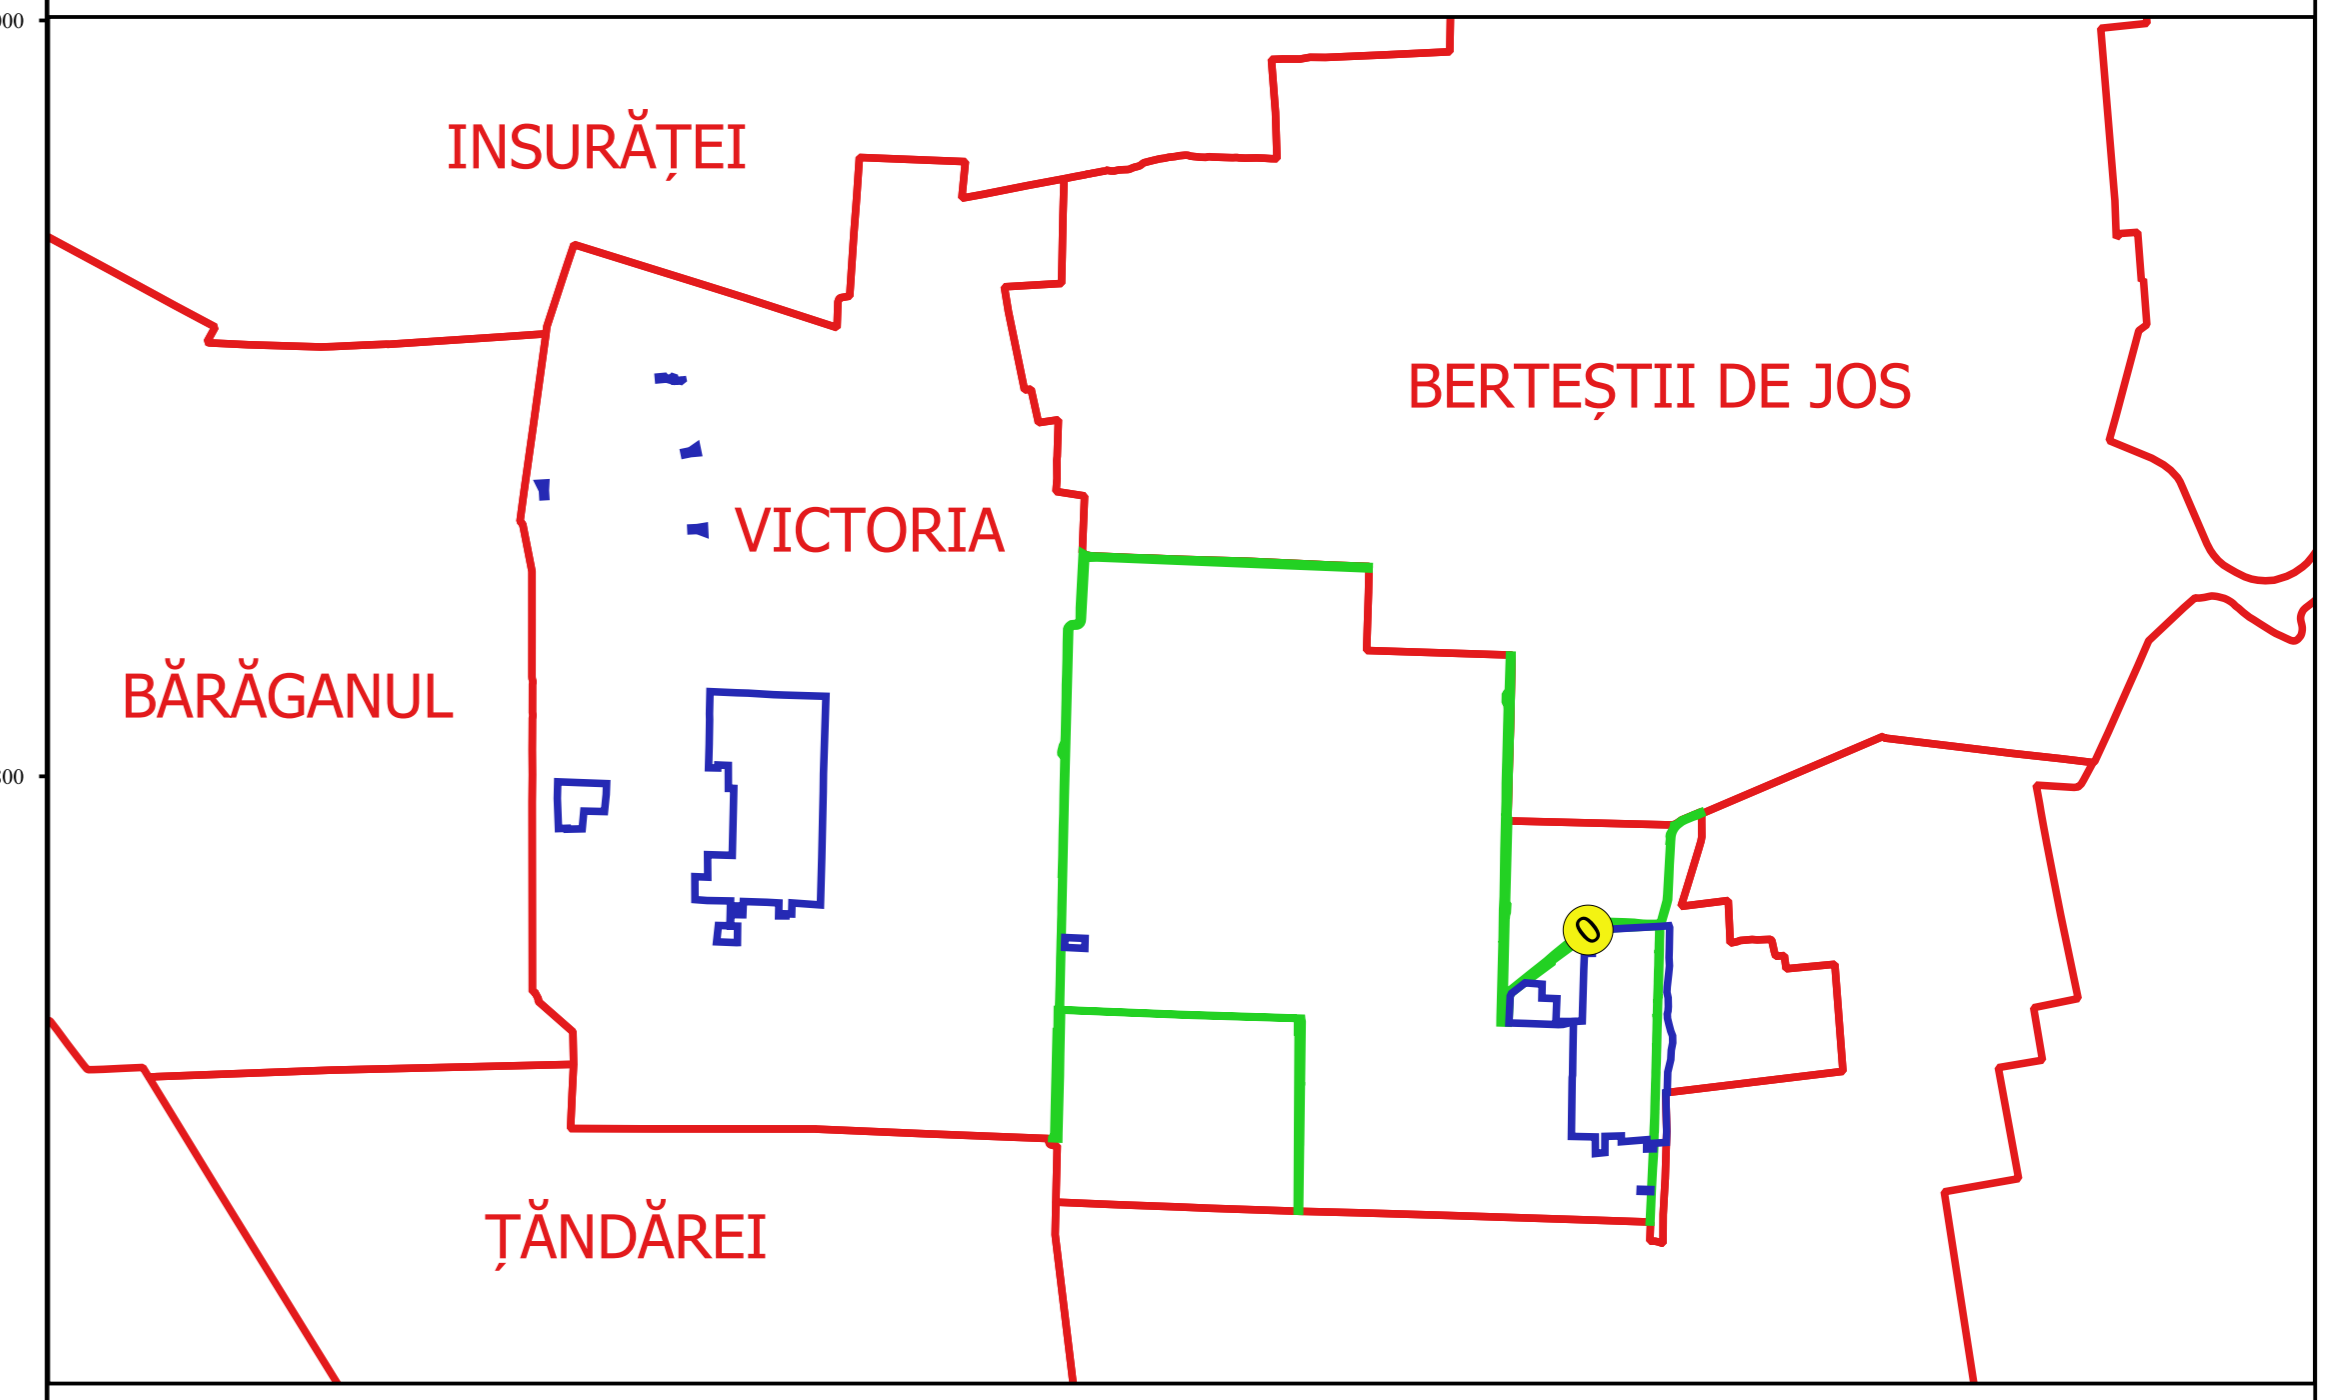 INSURĂȚEI
BERTEȘTII DE JOS
VICTORIA
BĂRĂGANUL
0
ȚĂNDĂREI